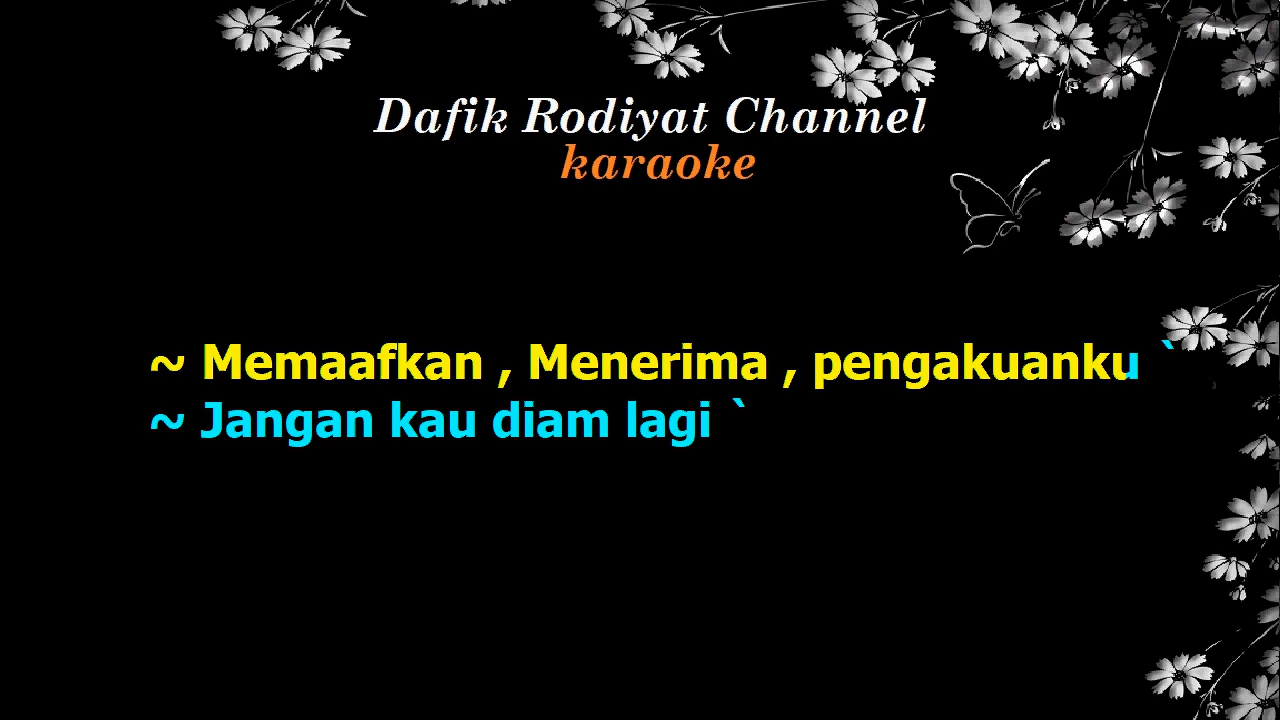 Dafik Rodiyat Channel
karaoke
~ Memaafkan , Menerima , pengakuanku `
~ Jangan kau diam lagi `